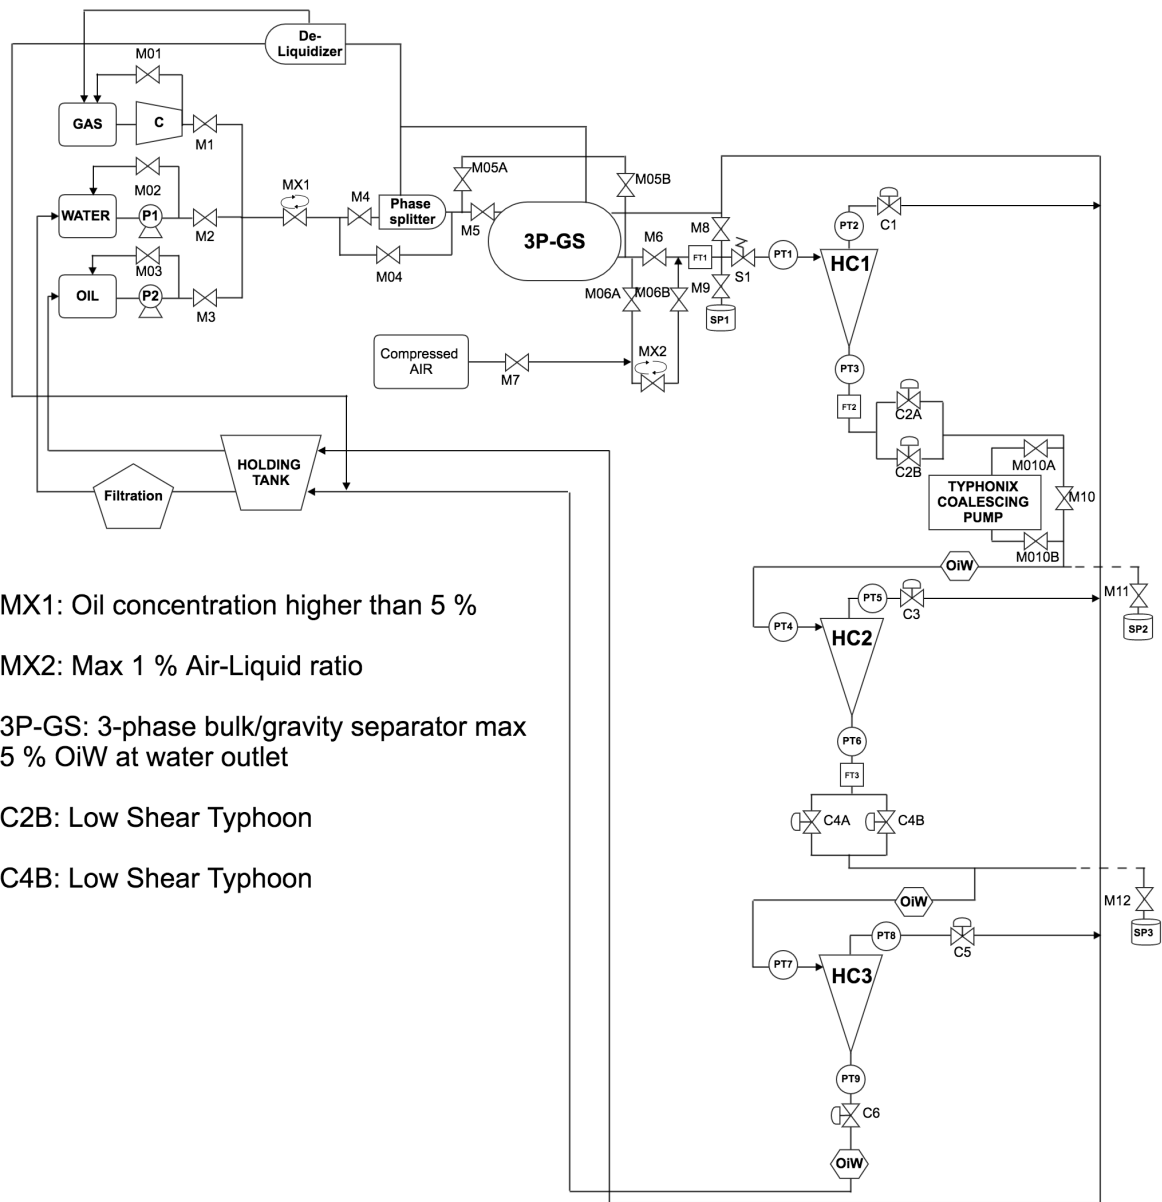 De-
Liquidizer
M01
GAS
C
M1
M02
WATER
P1
M2
M03
OIL
P2
M3
MX1
M4
Phase
splitter
M04
M05A
M5
M05B
3P-GS
M6
M06A
M06B
M8
FT1
M9
S1
SP1
PT1
PT2
C1
HC1
PT3
FT2
C2A
C2B
Compressed
AIR
M7
MX2
HOLDING
TANK
Filtration
M010A
M10
TYPHONIX
COALESCING
PUMP
M010B
OiW
M11
SP2
PT4
PT5
C3
HC2
PT6
FT3
C4A
C4B
OiW
M12
SP3
PT7
PT8
C5
HC3
PT9
C6
OiW
MX1: Oil concentration higher than 5 %
MX2: Max 1 % Air-Liquid ratio
3P-GS: 3-phase bulk/gravity separator max
5 % OiW at water outlet
C2B: Low Shear Typhoon
C4B: Low Shear Typhoon